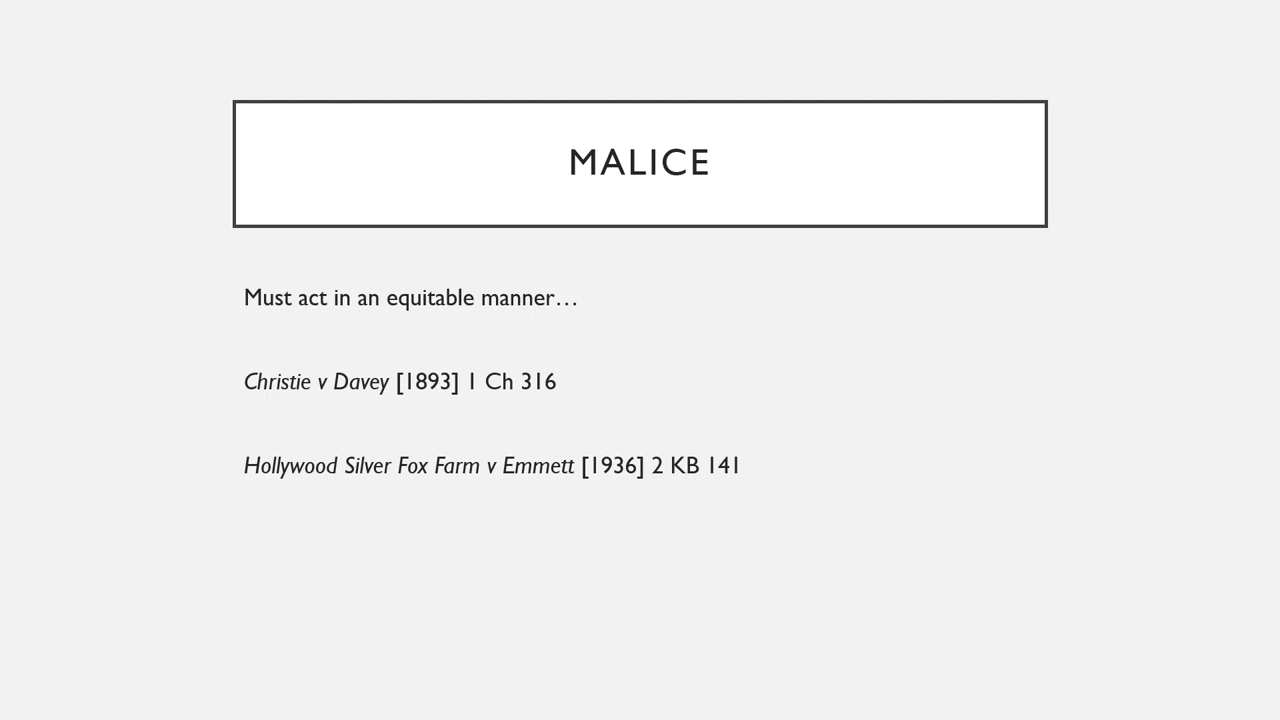 MALICE
Must act in an equitable manner…
Christie v Davey [1893] 1 Ch 316
Hollywood Silver Fox Farm v Emmett [1936] 2 KB 141